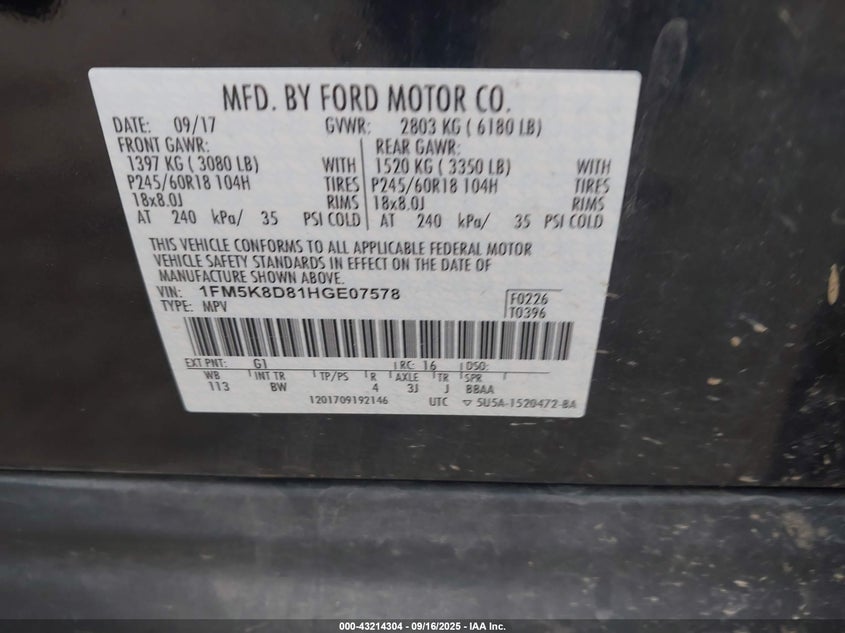 MFD. BY FORD MOTOR CO.
DATE: 09/17 GVWR: 2803 KG ( 6180 LB)
FRONT GAWR: REAR GAWR:
1397 KG ( 3080 LB) WITH 1520 KG ( 3350 LB) WITH
P245/60R18 104H TIRES P245/60R18 104H TIRES
18x8.0J RIMS 18x8.0J RIMS
AT 240 kPa/ 35 PSI COLD AT 240 kPa/ 35 PSI COLD
THIS VEHICLE CONFORMS TO ALL APPLICABLE FEDERAL MOTOR
VEHICLE SAFETY STANDARDS IN EFFECT ON THE DATE OF
MANUFACTURE SHOWN ABOVE.
VIN: 1FM5K8D81HGE07578 F0226
TYPE: MPV T0396
EXT PNT: G1 RC: 16 DSO:
WB INT TR TP/PS R AXLE TR SPR
113 BW 4 3J J BBAA
1201709192146 UTC ▽ 5U5A-1520472-BA
000-43214304 / 09/16/2025 - IAA Inc.